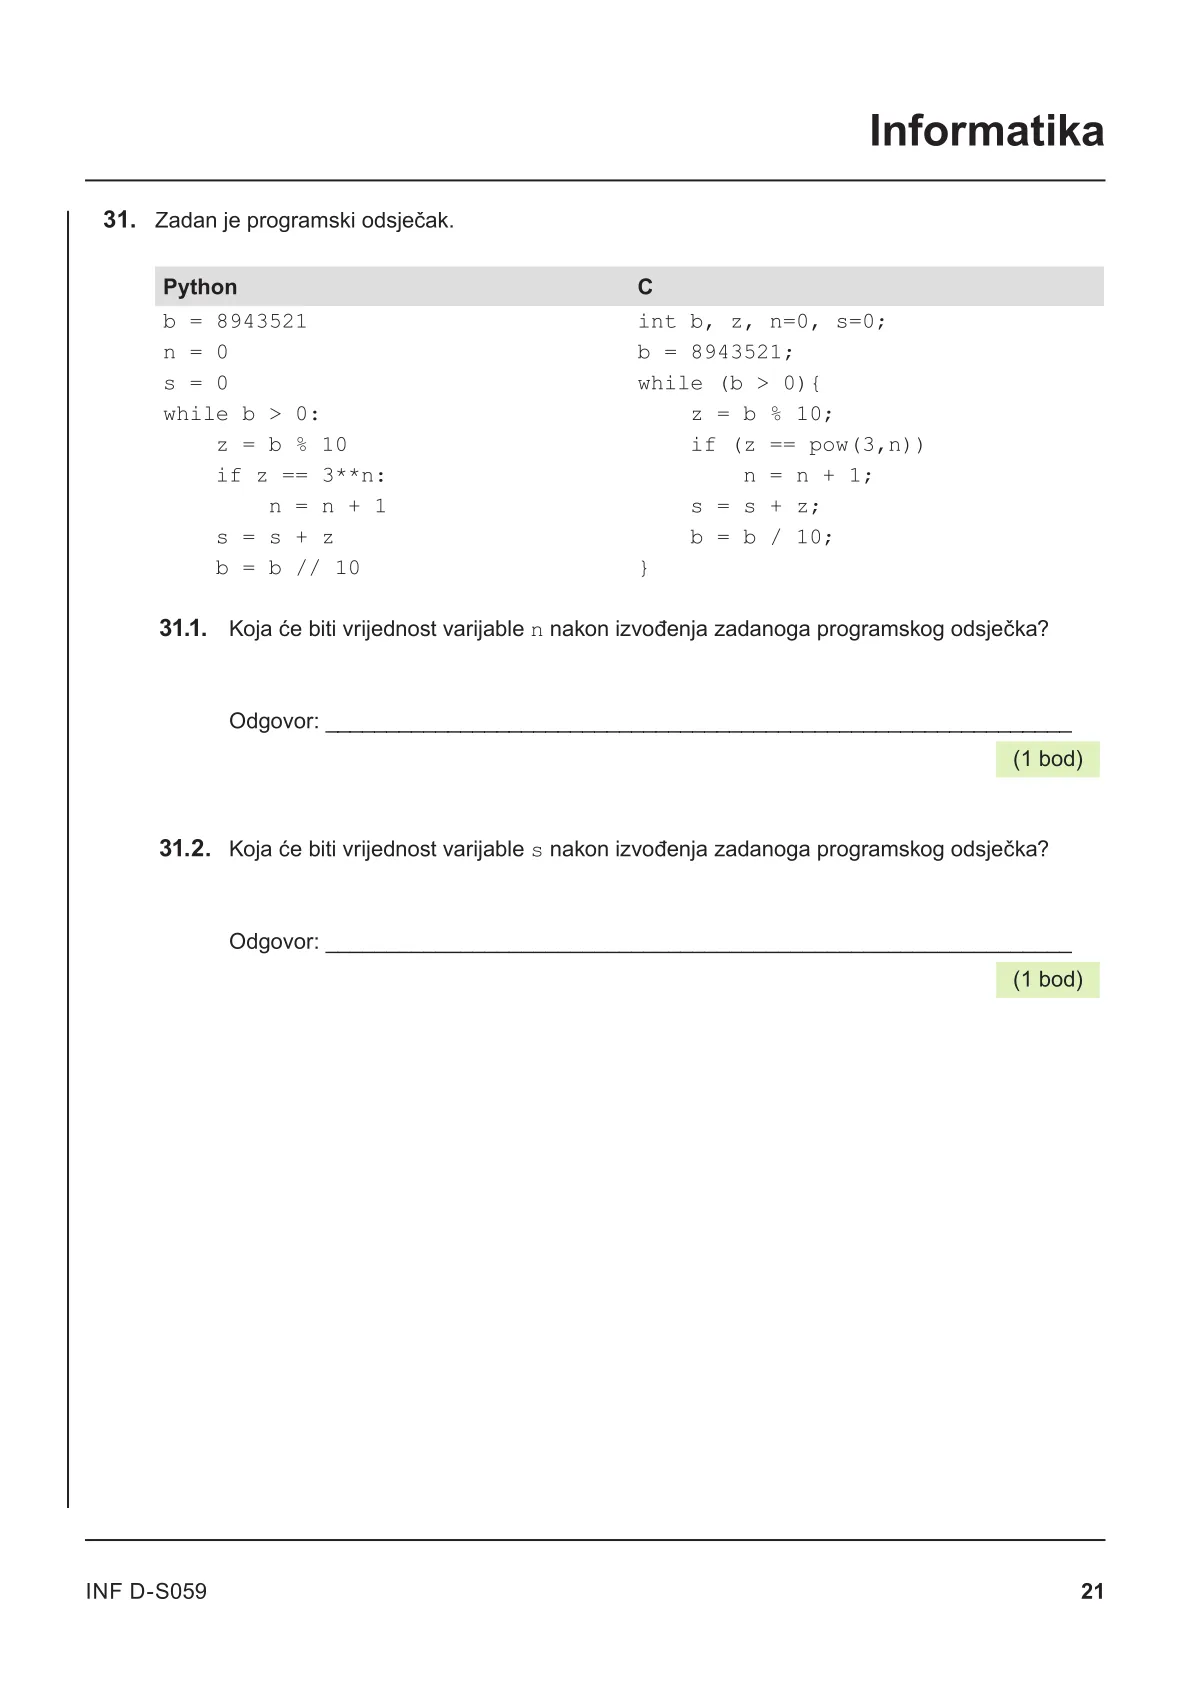 Informatika
31. Zadan je programski odsječak.
Python C
b = 8943521 int b, z, n=0, s=0;
n = 0 b = 8943521;
s = 0 while (b > 0){
while b > 0: z = b % 10;
z = b % 10 if (z == pow(3,n))
if z == 3**n: n = n + 1;
n = n + 1 s = s + z;
s = s + z b = b / 10;
b = b // 10 }
31.1. Koja će biti vrijednost varijable n nakon izvođenja zadanoga programskog odsječka?
Odgovor: ______________________________________________________________
(1 bod)
31.2. Koja će biti vrijednost varijable s nakon izvođenja zadanoga programskog odsječka?
Odgovor: ______________________________________________________________
(1 bod)
INF D-S059 21